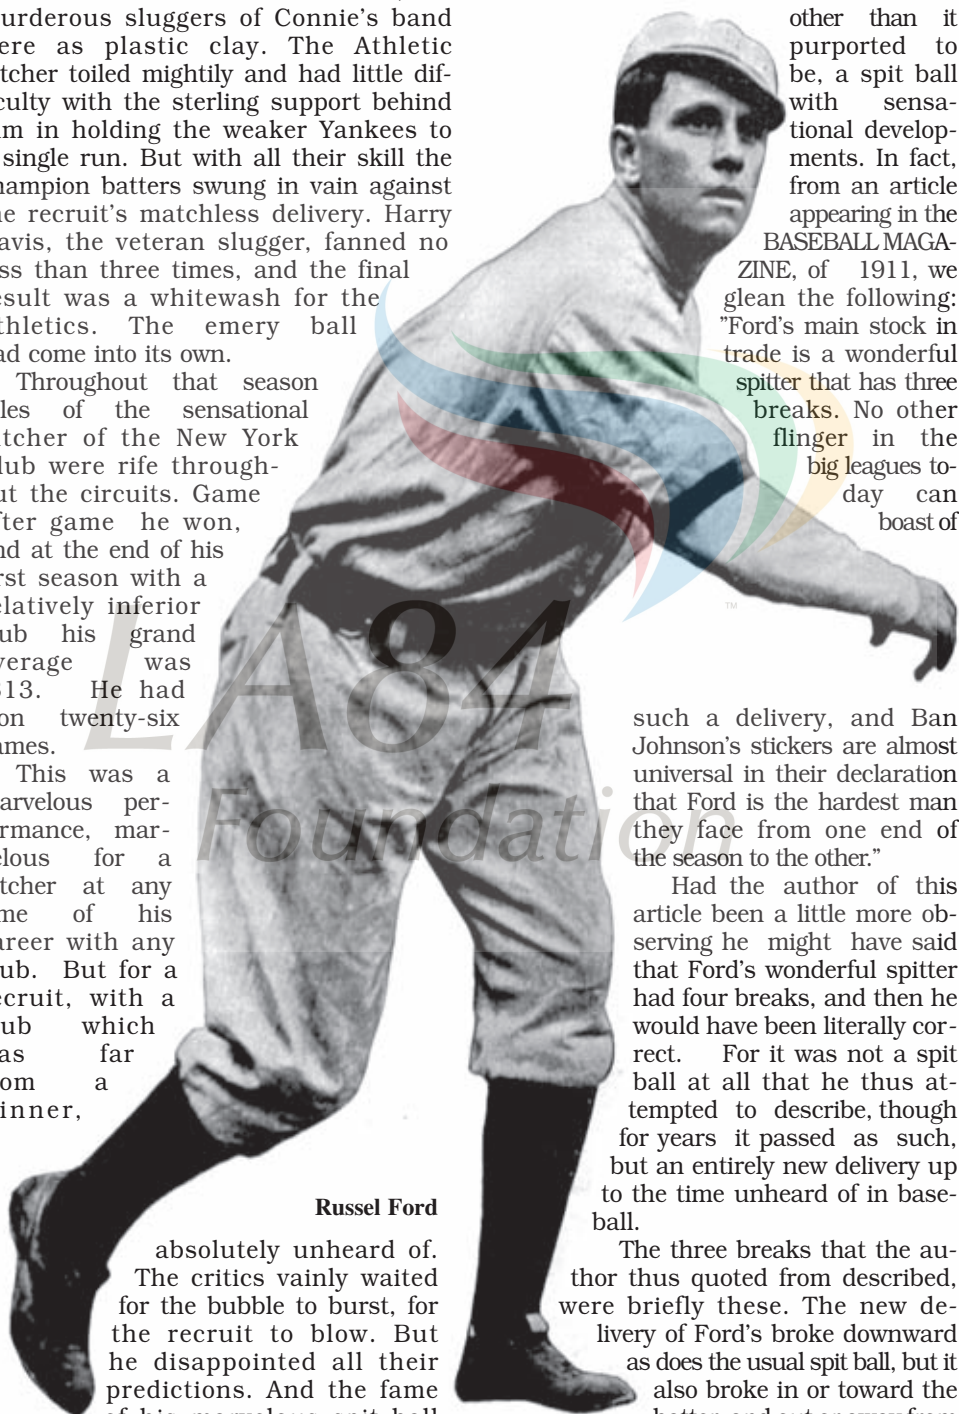 urderous sluggers of Connie's band
ere as plastic clay. The Athletic
tcher toiled mightily and had little dif-
culty with the sterling support behind
m in holding the weaker Yankees to
single run. But with all their skill the
hampion batters swung in vain against
e recruit's matchless delivery. Harry
avis, the veteran slugger, fanned no
ss than three times, and the final
esult was a whitewash for the
thletics. The emery ball
ad come into its own.
Throughout that season
les of the sensational
itcher of the New York
lub were rife through-
ut the circuits. Game
fter game he won,
nd at the end of his
rst season with a
elatively inferior
ub his grand
verage was
813. He had
on twenty-six
ames.
This was a
arvelous per-
ormance, mar-
elous for a
itcher at any
me of his
areer with any
ub. But for a
ecruit, with a
ub which
as far
om a
inner,
Russel Ford
absolutely unheard of.
The critics vainly waited
for the bubble to burst, for
the recruit to blow. But
he disappointed all their
predictions. And the fame
of his marvelous spit ball
other than it
purported to
be, a spit ball
with sensa-
tional develop-
ments. In fact,
from an article
appearing in the
BASEBALL MAGA-
ZINE, of 1911, we
glean the following:
"Ford's main stock in
trade is a wonderful
spitter that has three
breaks. No other
flinger in the
big leagues to-
day can
boast of
such a delivery, and Ban
Johnson's stickers are almost
universal in their declaration
that Ford is the hardest man
they face from one end of
the season to the other."
Had the author of this
article been a little more ob-
serving he might have said
that Ford's wonderful spitter
had four breaks, and then he
would have been literally cor-
rect. For it was not a spit
ball at all that he thus at-
tempted to describe, though
for years it passed as such,
but an entirely new delivery up
to the time unheard of in base-
ball.
The three breaks that the au-
thor thus quoted from described,
were briefly these. The new de-
livery of Ford's broke downward
as does the usual spit ball, but it
also broke in or toward the
batter, and out or away from
LA84
Foundation
TM